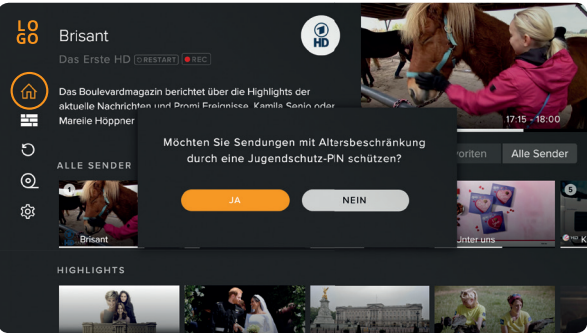 LO
GO
Brisant
Das Erste HD RESTART REC
HD
Das Boulevardmagazin berichtet über die Highlights der
aktuelle Nachrichten und Promi Ereignisse. Kamila Senjo oder
Mareile Höppner
17:15 - 18:00
Möchten Sie Sendungen mit Altersbeschränkung
durch eine Jugendschutz-PIN schützen?
JA
NEIN
voriten
Alle Sender
ALLE SENDER
1
5
Brisant
Unter uns
HIGHLIGHTS